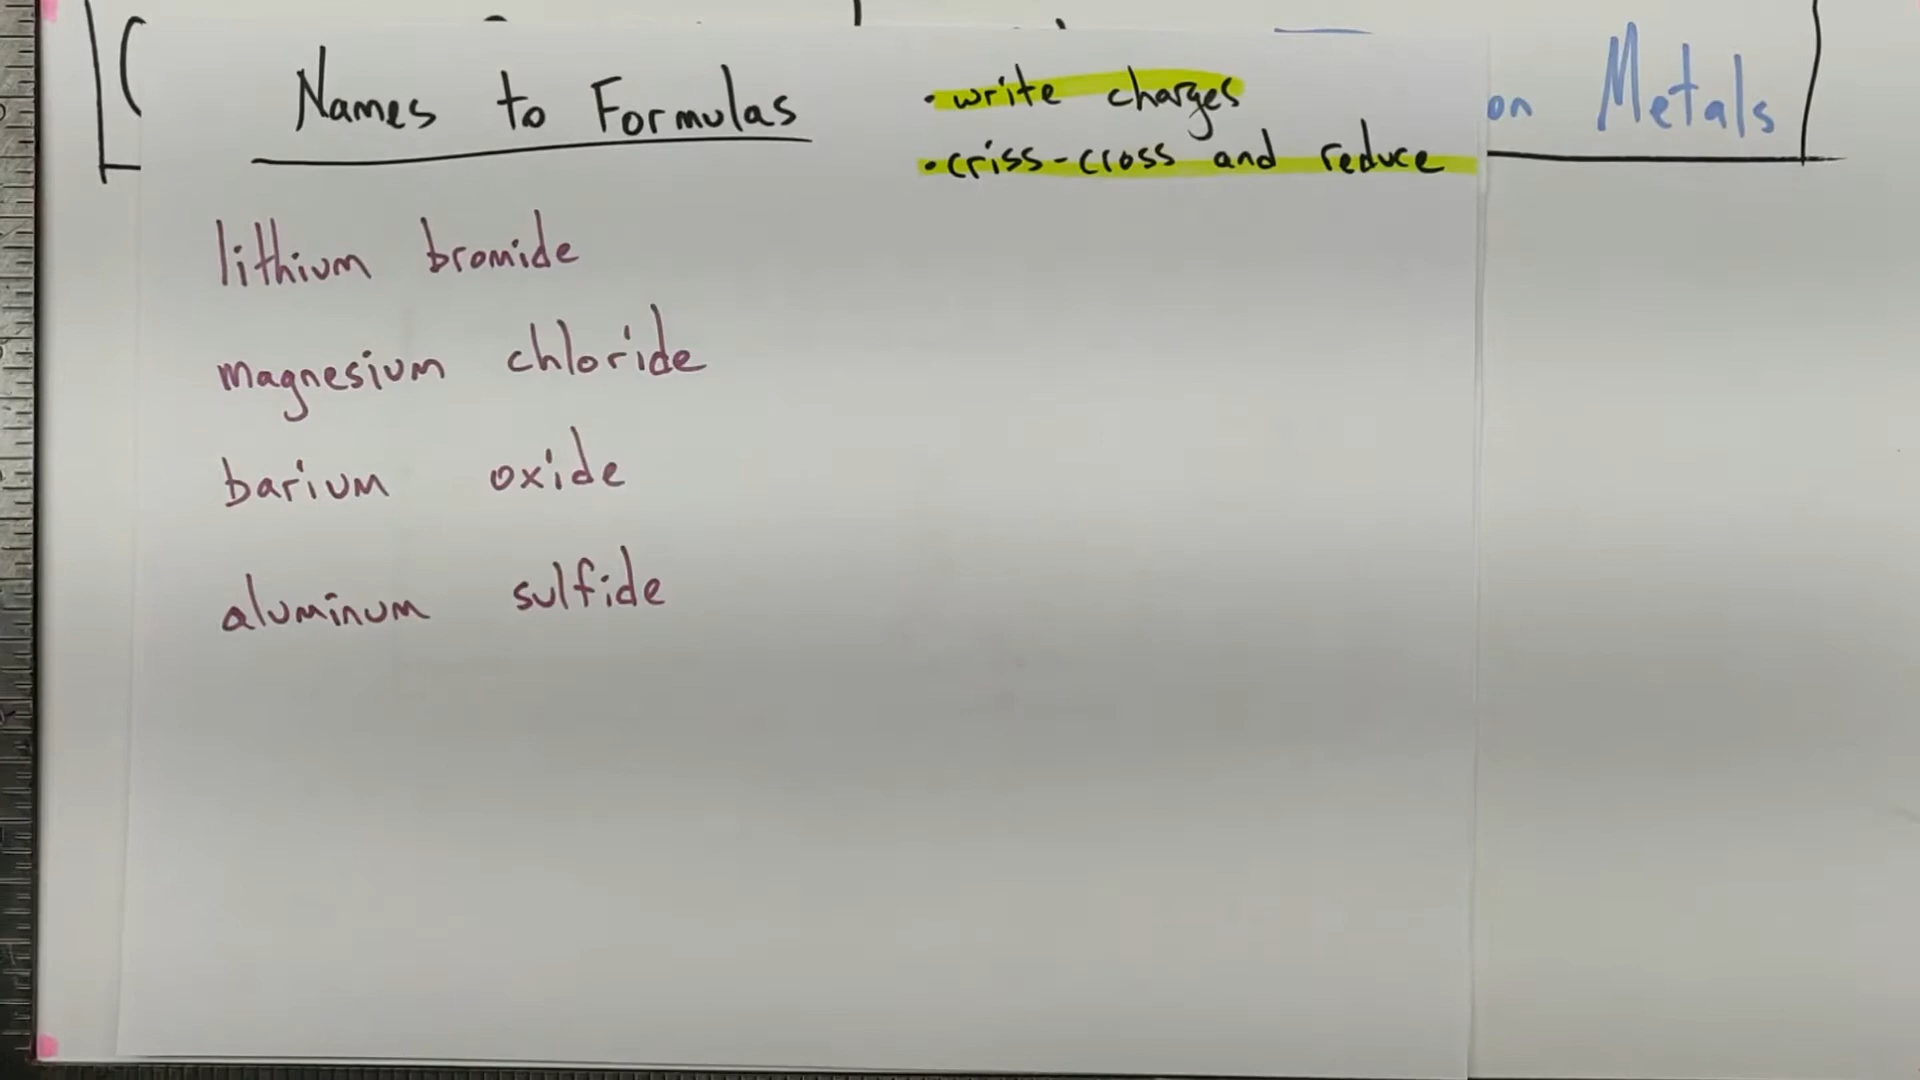 Names to Formulas
• write charges
• criss-cross and reduce
on Metals
lithium bromide
magnesium chloride
barium oxide
aluminum sulfide